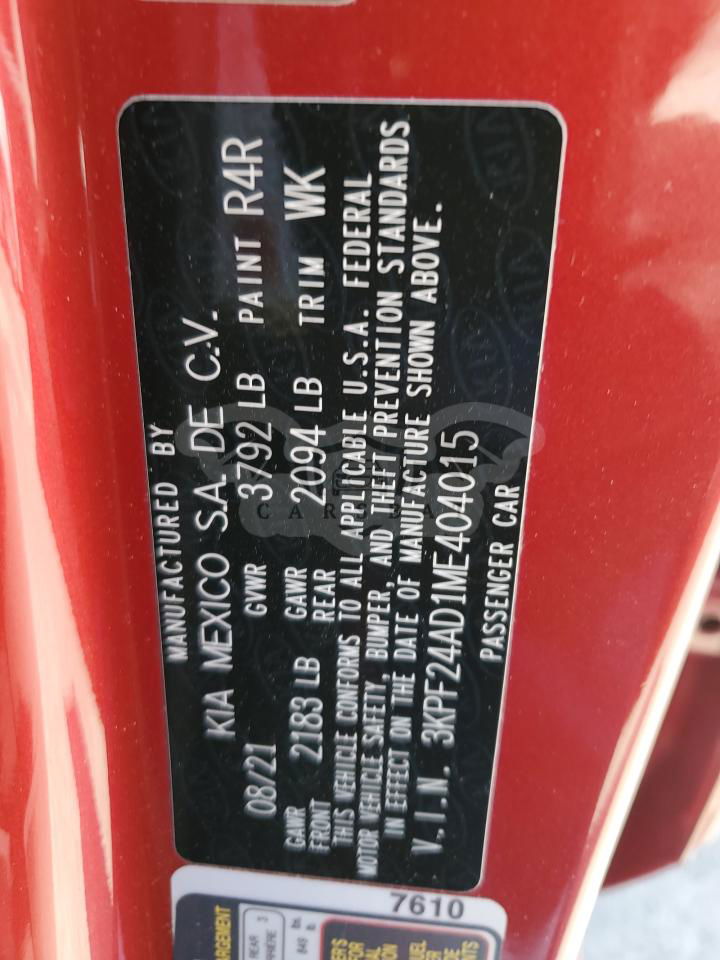 MANUFACTURED BY
KIA MEXICO S.A. DE C.V.
08/21 GVWR 3792 LB PAINT R4R
GAWR FRONT 2183 LB GAWR REAR 2094 LB TRIM WK
THIS VEHICLE CONFORMS TO ALL APPLICABLE U.S.A. FEDERAL
MOTOR VEHICLE SAFETY, BUMPER, AND THEFT PREVENTION STANDARDS
IN EFFECT ON THE DATE OF MANUFACTURE SHOWN ABOVE.
V.I.N. 3KPF24AD1ME404015
PASSENGER CAR
7610
REAR 3